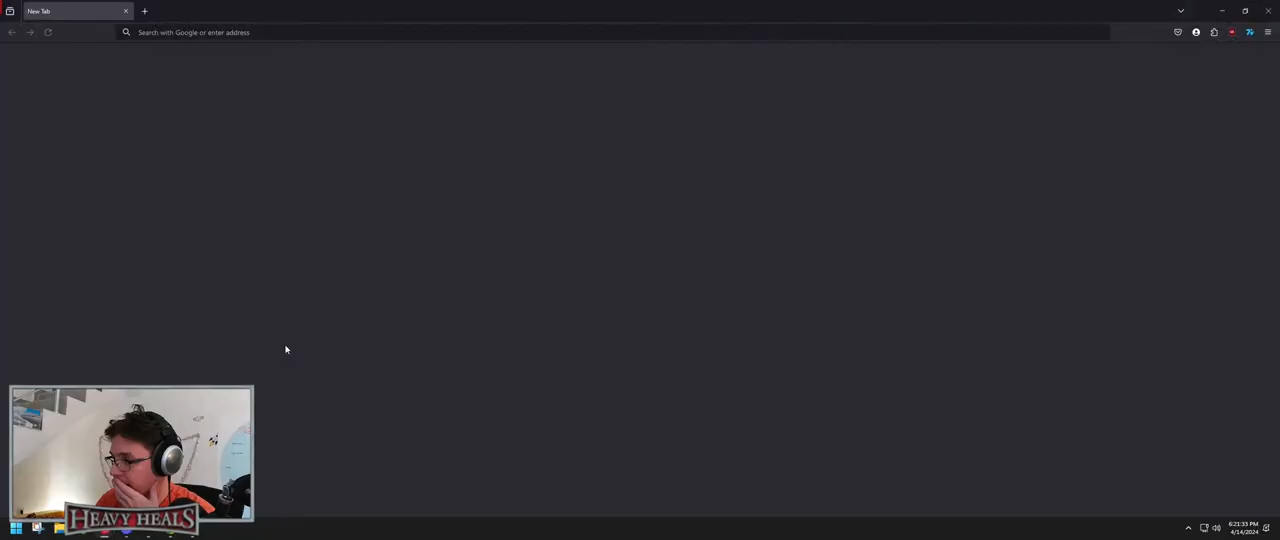 New Tab
Search with Google or enter address
HEAVY HEALS
6:21:33 PM
4/14/2024